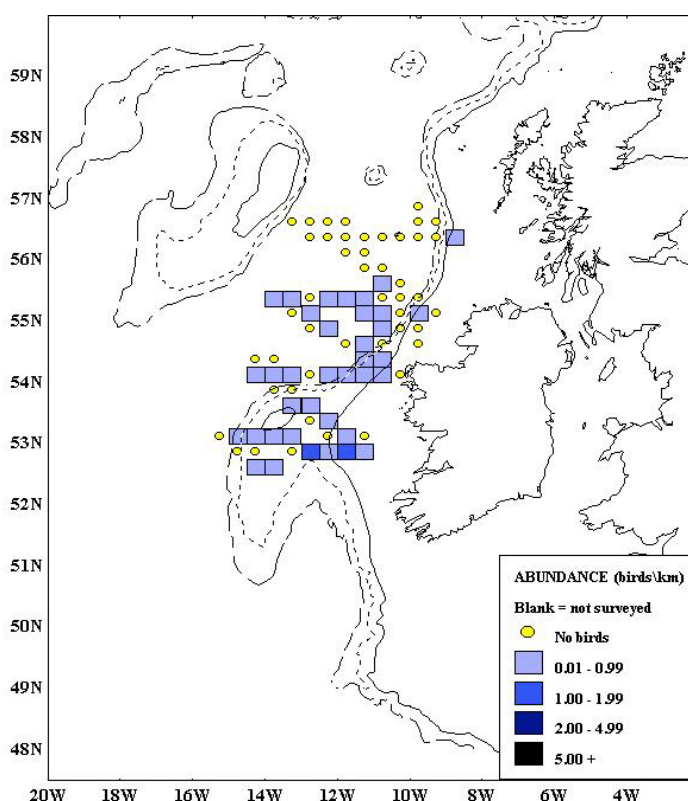 59N
58N
57N
56N
55N
54N
53N
52N
51N
50N
49N
48N
ABUNDANCE (birds\km)
Blank = not surveyed
No birds
0.01 - 0.99
1.00 - 1.99
2.00 - 4.99
5.00 +
20W 16W 14W 12W 10W 8W 6W 4W